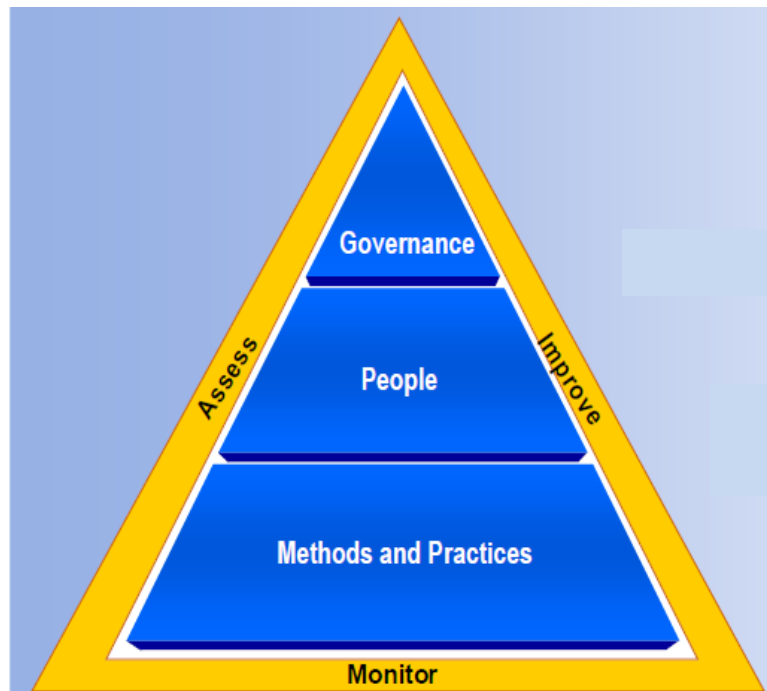 Governance
Assess
Improve
People
Methods and Practices
Monitor